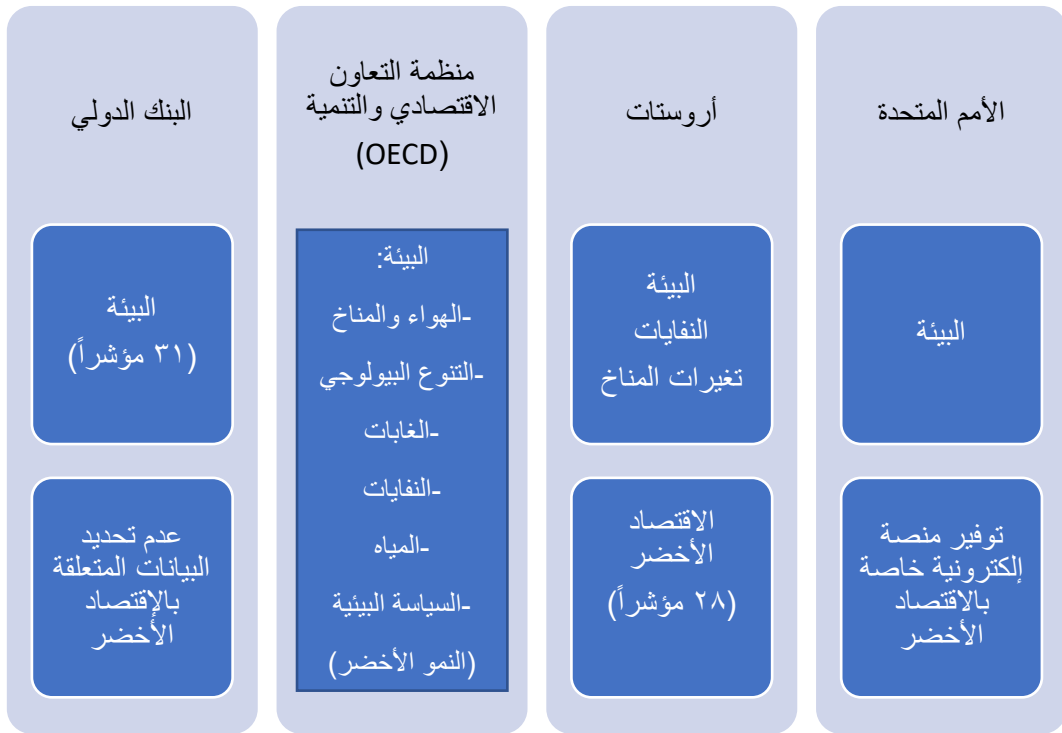 الأمم المتحدة
البيئة
توفير منصة
إلكترونية خاصة
بالاقتصاد
الأخضر
أروستات
البيئة
النفايات
تغيرات المناخ
الاقتصاد
الأخضر
(٢٨ مؤشراً)
منظمة التعاون
الاقتصادي والتنمية
(OECD)
البيئة:
-الهواء والمناخ
-التنوع البيولوجي
-الغابات
-النفايات
-المياه
-السياسة البيئية
(النمو الأخضر)
البنك الدولي
البيئة
(٣١ مؤشراً)
عدم تحديد
البيانات المتعلقة
بالإقتصاد
الأخضر